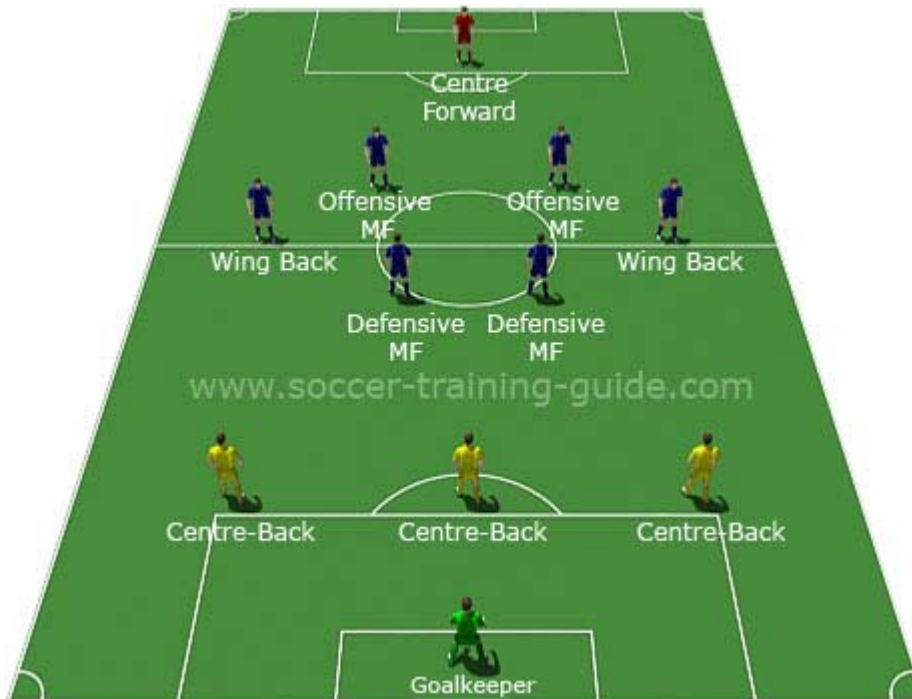 Centre
Forward
Offensive
MF
Offensive
MF
Wing Back
Wing Back
Defensive
MF
Defensive
MF
www.soccer-training-guide.com
Centre-Back
Centre-Back
Centre-Back
Goalkeeper